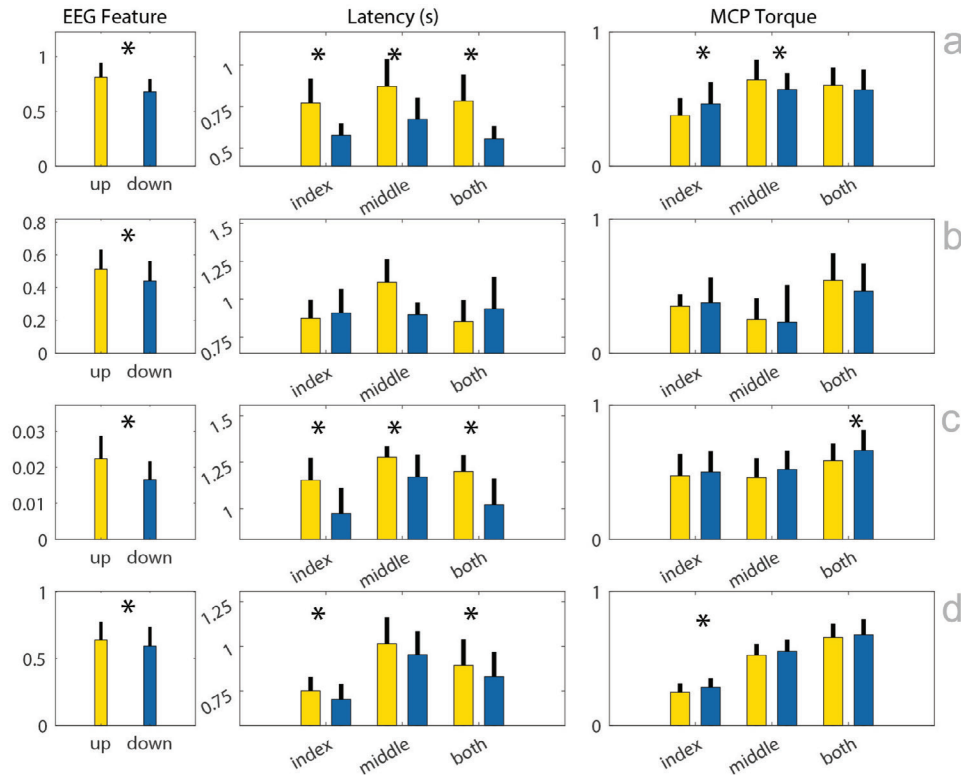 EEG Feature Latency (s) MCP Torque
a
* * * * * *
1 0.5 0
1 0.75 0.5
1 0
up down index middle both index middle both
b
*
0.8 0.6 0.4 0.2 0
1.5 1.25 1 0.75
1 0
up down index middle both index middle both
c
* * * * *
0.03 0.02 0.01 0
1.5 1.25 1
1 0
up down index middle both index middle both
d
* * * *
1 0.5 0
1.25 1 0.75
1 0
up down index middle both index middle both